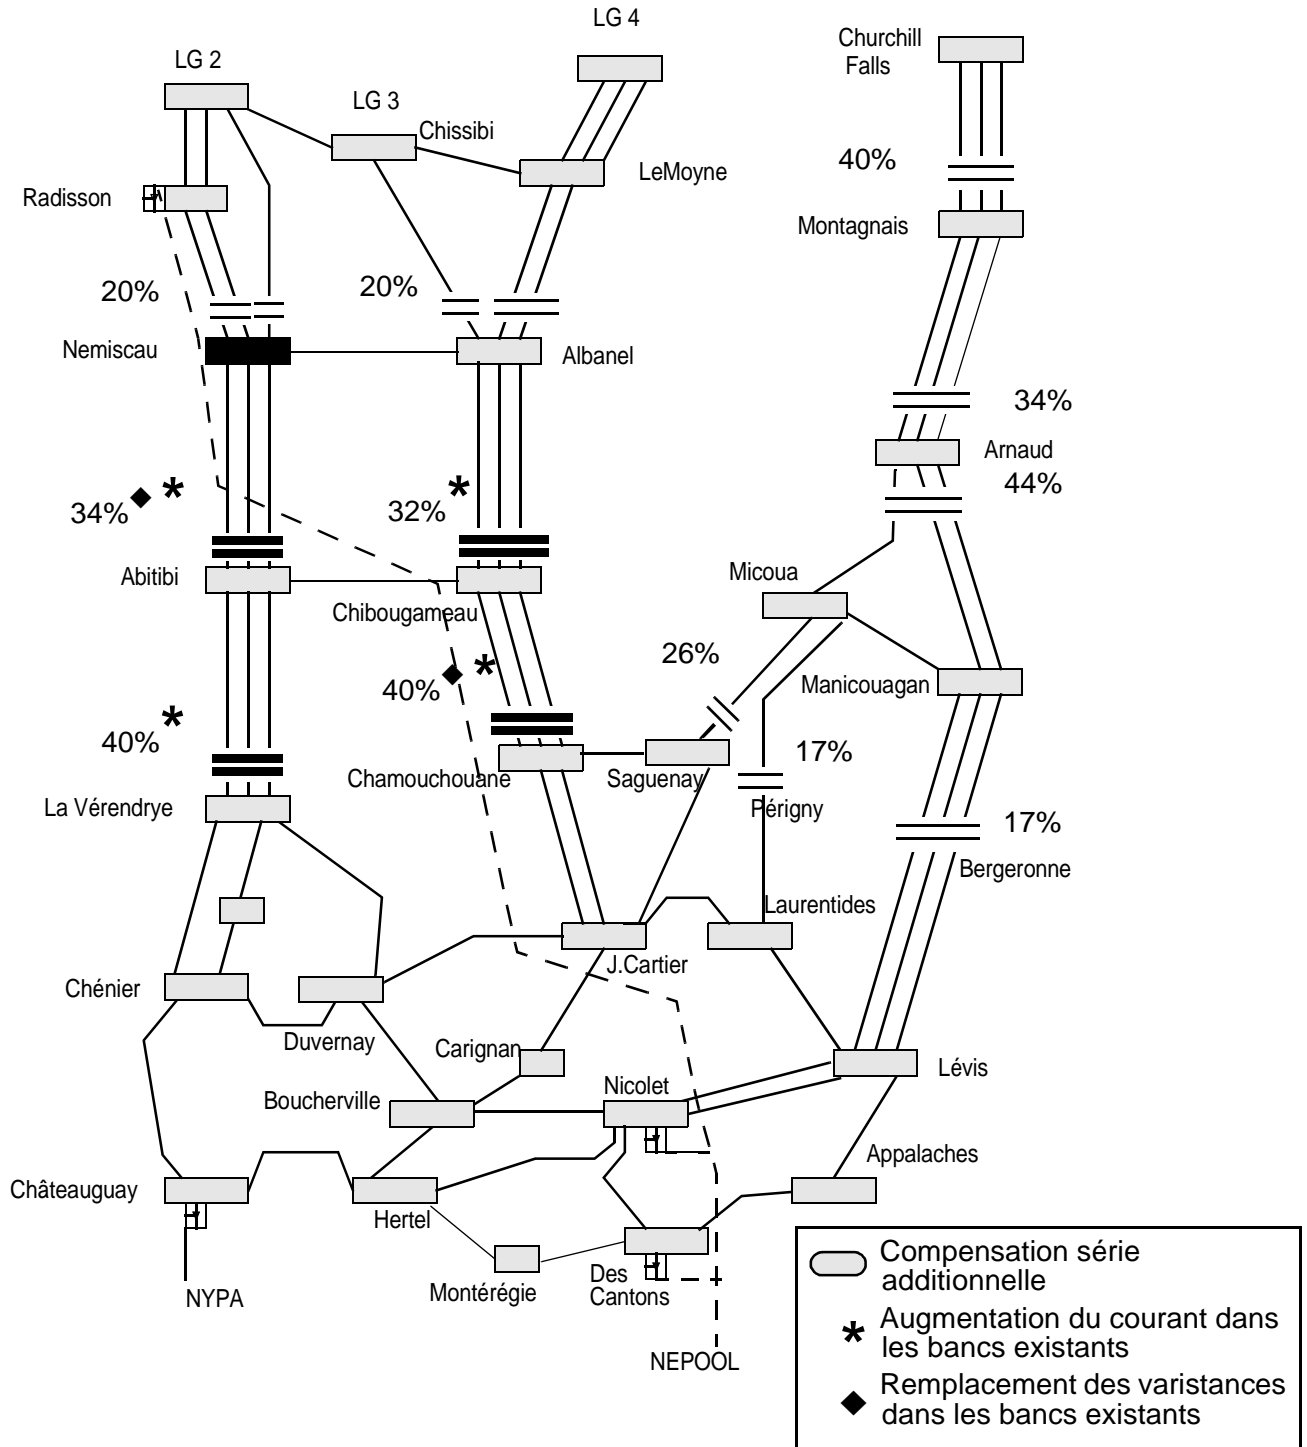 LG 4
Churchill
Falls
LG 2
LG 3
Chissibi
40%
LeMoyne
Radisson
Montagnais
20%
20%
Nemiscau
Albanel
34%
Arnaud
44%
34%◆*
32%*
Abitibi
Micoua
Chibougameau
26%
40%◆*
Manicouagan
40%*
17%
Chamouchouane
Saguenay
La Vérendrye
Périgny
17%
Bergeronne
Laurentides
J.Cartier
Chénier
Duvernay
Carignan
Lévis
Nicolet
Boucherville
Appalaches
Châteauguay
Hertel
Des
Cantons
Montérégie
NYPA
NEPOOL
Compensation série
additionnelle
* Augmentation du courant dans
les bancs existants
◆ Remplacement des varistances
dans les bancs existants